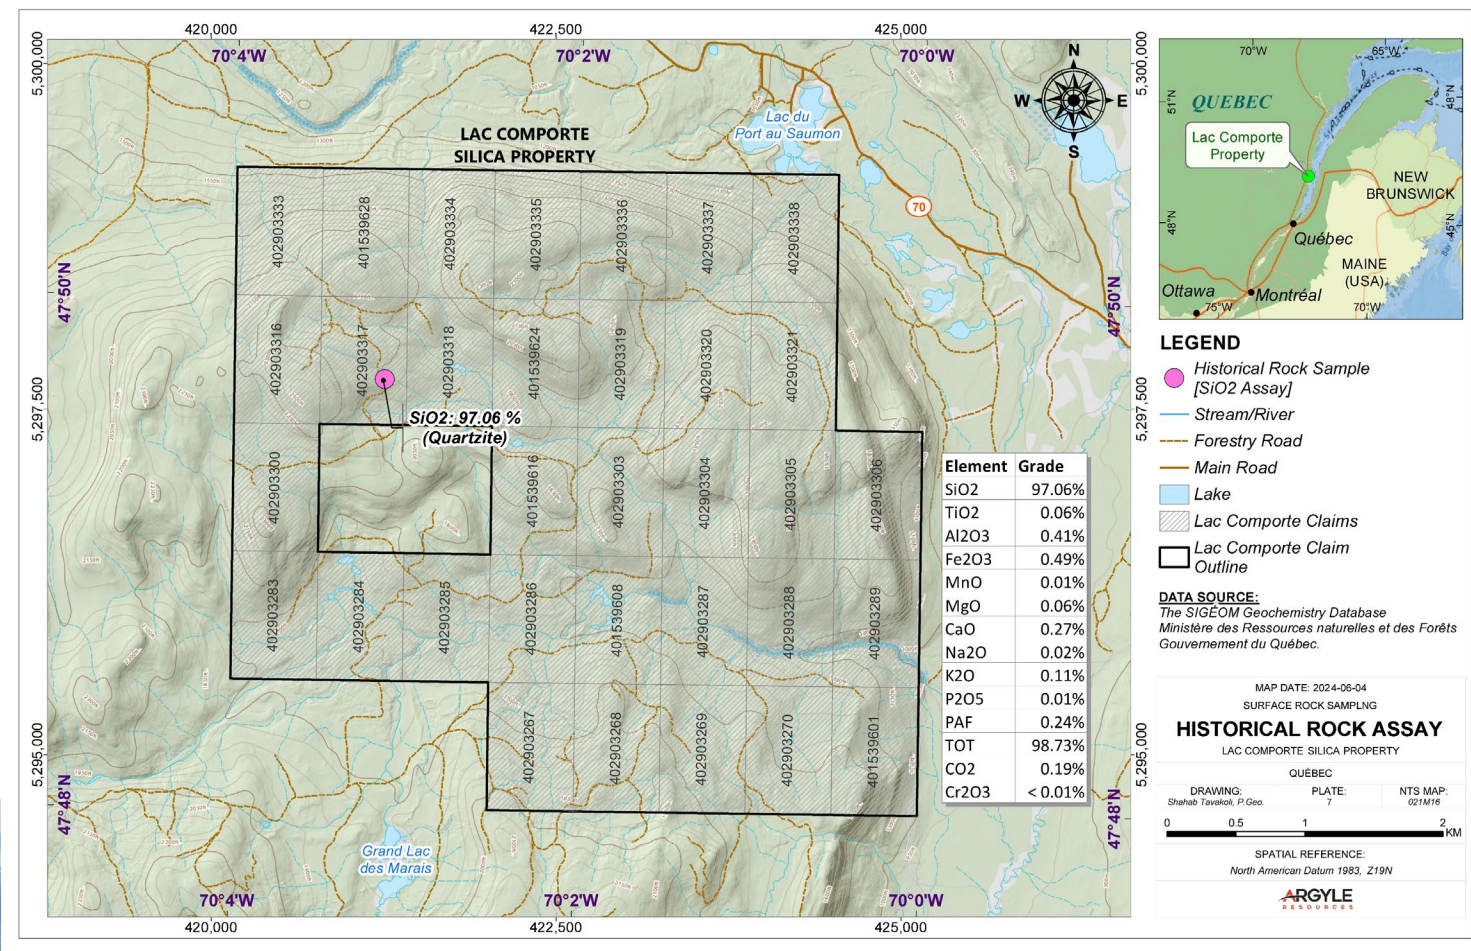 420,000
422,500
425,000
70°4'W
70°2'W
70°0'W
5,300,000
5,300,000
N
W
E
S
LAC COMPORTE
SILICA PROPERTY
Lac du
Port au Saumon
70
402903333
401539628
402903334
402903335
402903336
402903337
402903338
47°50'N
47°50'N
402903316
402903317
402903318
401539624
402903319
402903320
402903321
5,297,500
5,297,500
SiO2: 97.06 %
(Quartzite)
402903300
401539616
402903303
402903304
402903305
402903306
402903283
402903284
402903285
402903286
401539608
402903287
402903288
402903289
402903267
402903268
402903269
402903270
401539601
5,295,000
5,295,000
47°48'N
47°48'N
Grand Lac
des Marais
70°4'W
70°2'W
70°0'W
420,000
422,500
425,000
Element Grade
SiO2 97.06%
TiO2 0.06%
Al2O3 0.41%
Fe2O3 0.49%
MnO 0.01%
MgO 0.06%
CaO 0.27%
Na2O 0.02%
K2O 0.11%
P2O5 0.01%
PAF 0.24%
TOT 98.73%
CO2 0.19%
Cr2O3 < 0.01%
70°W
65°W
51°N
48°N
QUEBEC
Lac Comporte
Property
NEW
BRUNSWICK
48°N
45°N
Québec
MAINE
(USA)
Ottawa
Montréal
75°W
70°W
LEGEND
Historical Rock Sample
[SiO2 Assay]
Stream/River
Forestry Road
Main Road
Lake
Lac Comporte Claims
Lac Comporte Claim
Outline
DATA SOURCE:
The SIGÉOM Geochemistry Database
Ministère des Ressources naturelles et des Forêts
Gouvernement du Québec.
MAP DATE: 2024-06-04
SURFACE ROCK SAMPLNG
HISTORICAL ROCK ASSAY
LAC COMPORTE SILICA PROPERTY
QUÉBEC
DRAWING: PLATE: NTS MAP:
Shahab Tavakoli, P.Geo. 7 021M16
0 0.5 1 2
KM
SPATIAL REFERENCE:
North American Datum 1983, Z19N
ARGYLE
RESOURCES